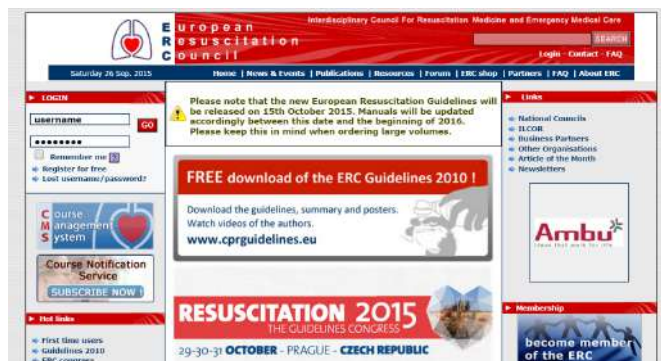 Interdisciplinary Council For Resuscitation Medicine and Emergency Medical Care
European
Resuscitation
Council
SEARCH
Login - Contact - FAQ
Saturday 26 Sep. 2015
Home | News & Events | Publications | Resources | Forum | ERC shop | Partners | FAQ | About ERC
LOGIN
username
GO
Remember me
Register for free
Lost username/password?
Course
Management
System
Course Notification
Service
SUBSCRIBE NOW !
Hot links
First time users
Guidelines 2010
ERC congress
Please note that the new European Resuscitation Guidelines will
be released on 15th October 2015. Manuals will be updated
accordingly between this date and the beginning of 2016.
Please keep this in mind when ordering large volumes.
FREE download of the ERC Guidelines 2010 !
Download the guidelines, summary and posters.
Watch videos of the authors.
www.cprguidelines.eu
RESUSCITATION 2015
THE GUIDELINES CONGRESS
29-30-31 OCTOBER - PRAGUE - CZECH REPUBLIC
Links
National Councils
ILCOR
Business Partners
Other Organisations
Article of the Month
Newsletters
Ambu
Membership
become member
of the ERC